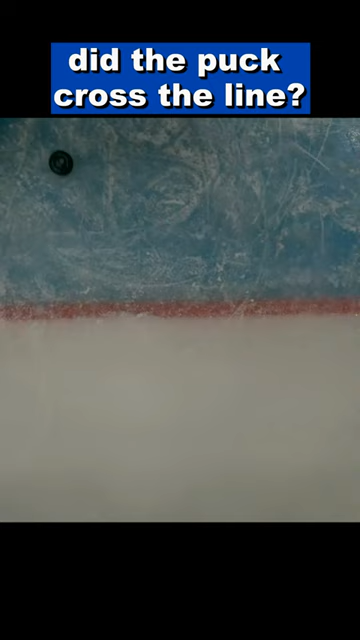 did the puck
cross the line?